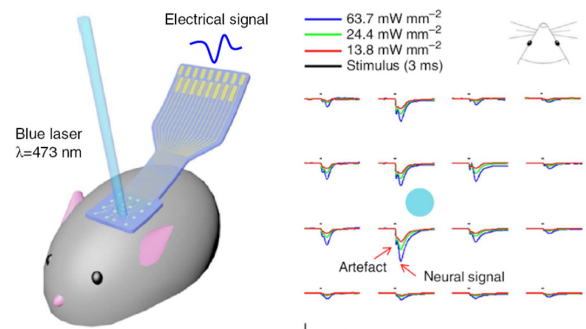 Electrical signal
Blue laser
λ=473 nm
63.7 mW mm⁻²
24.4 mW mm⁻²
13.8 mW mm⁻²
Stimulus (3 ms)
Artefact
Neural signal